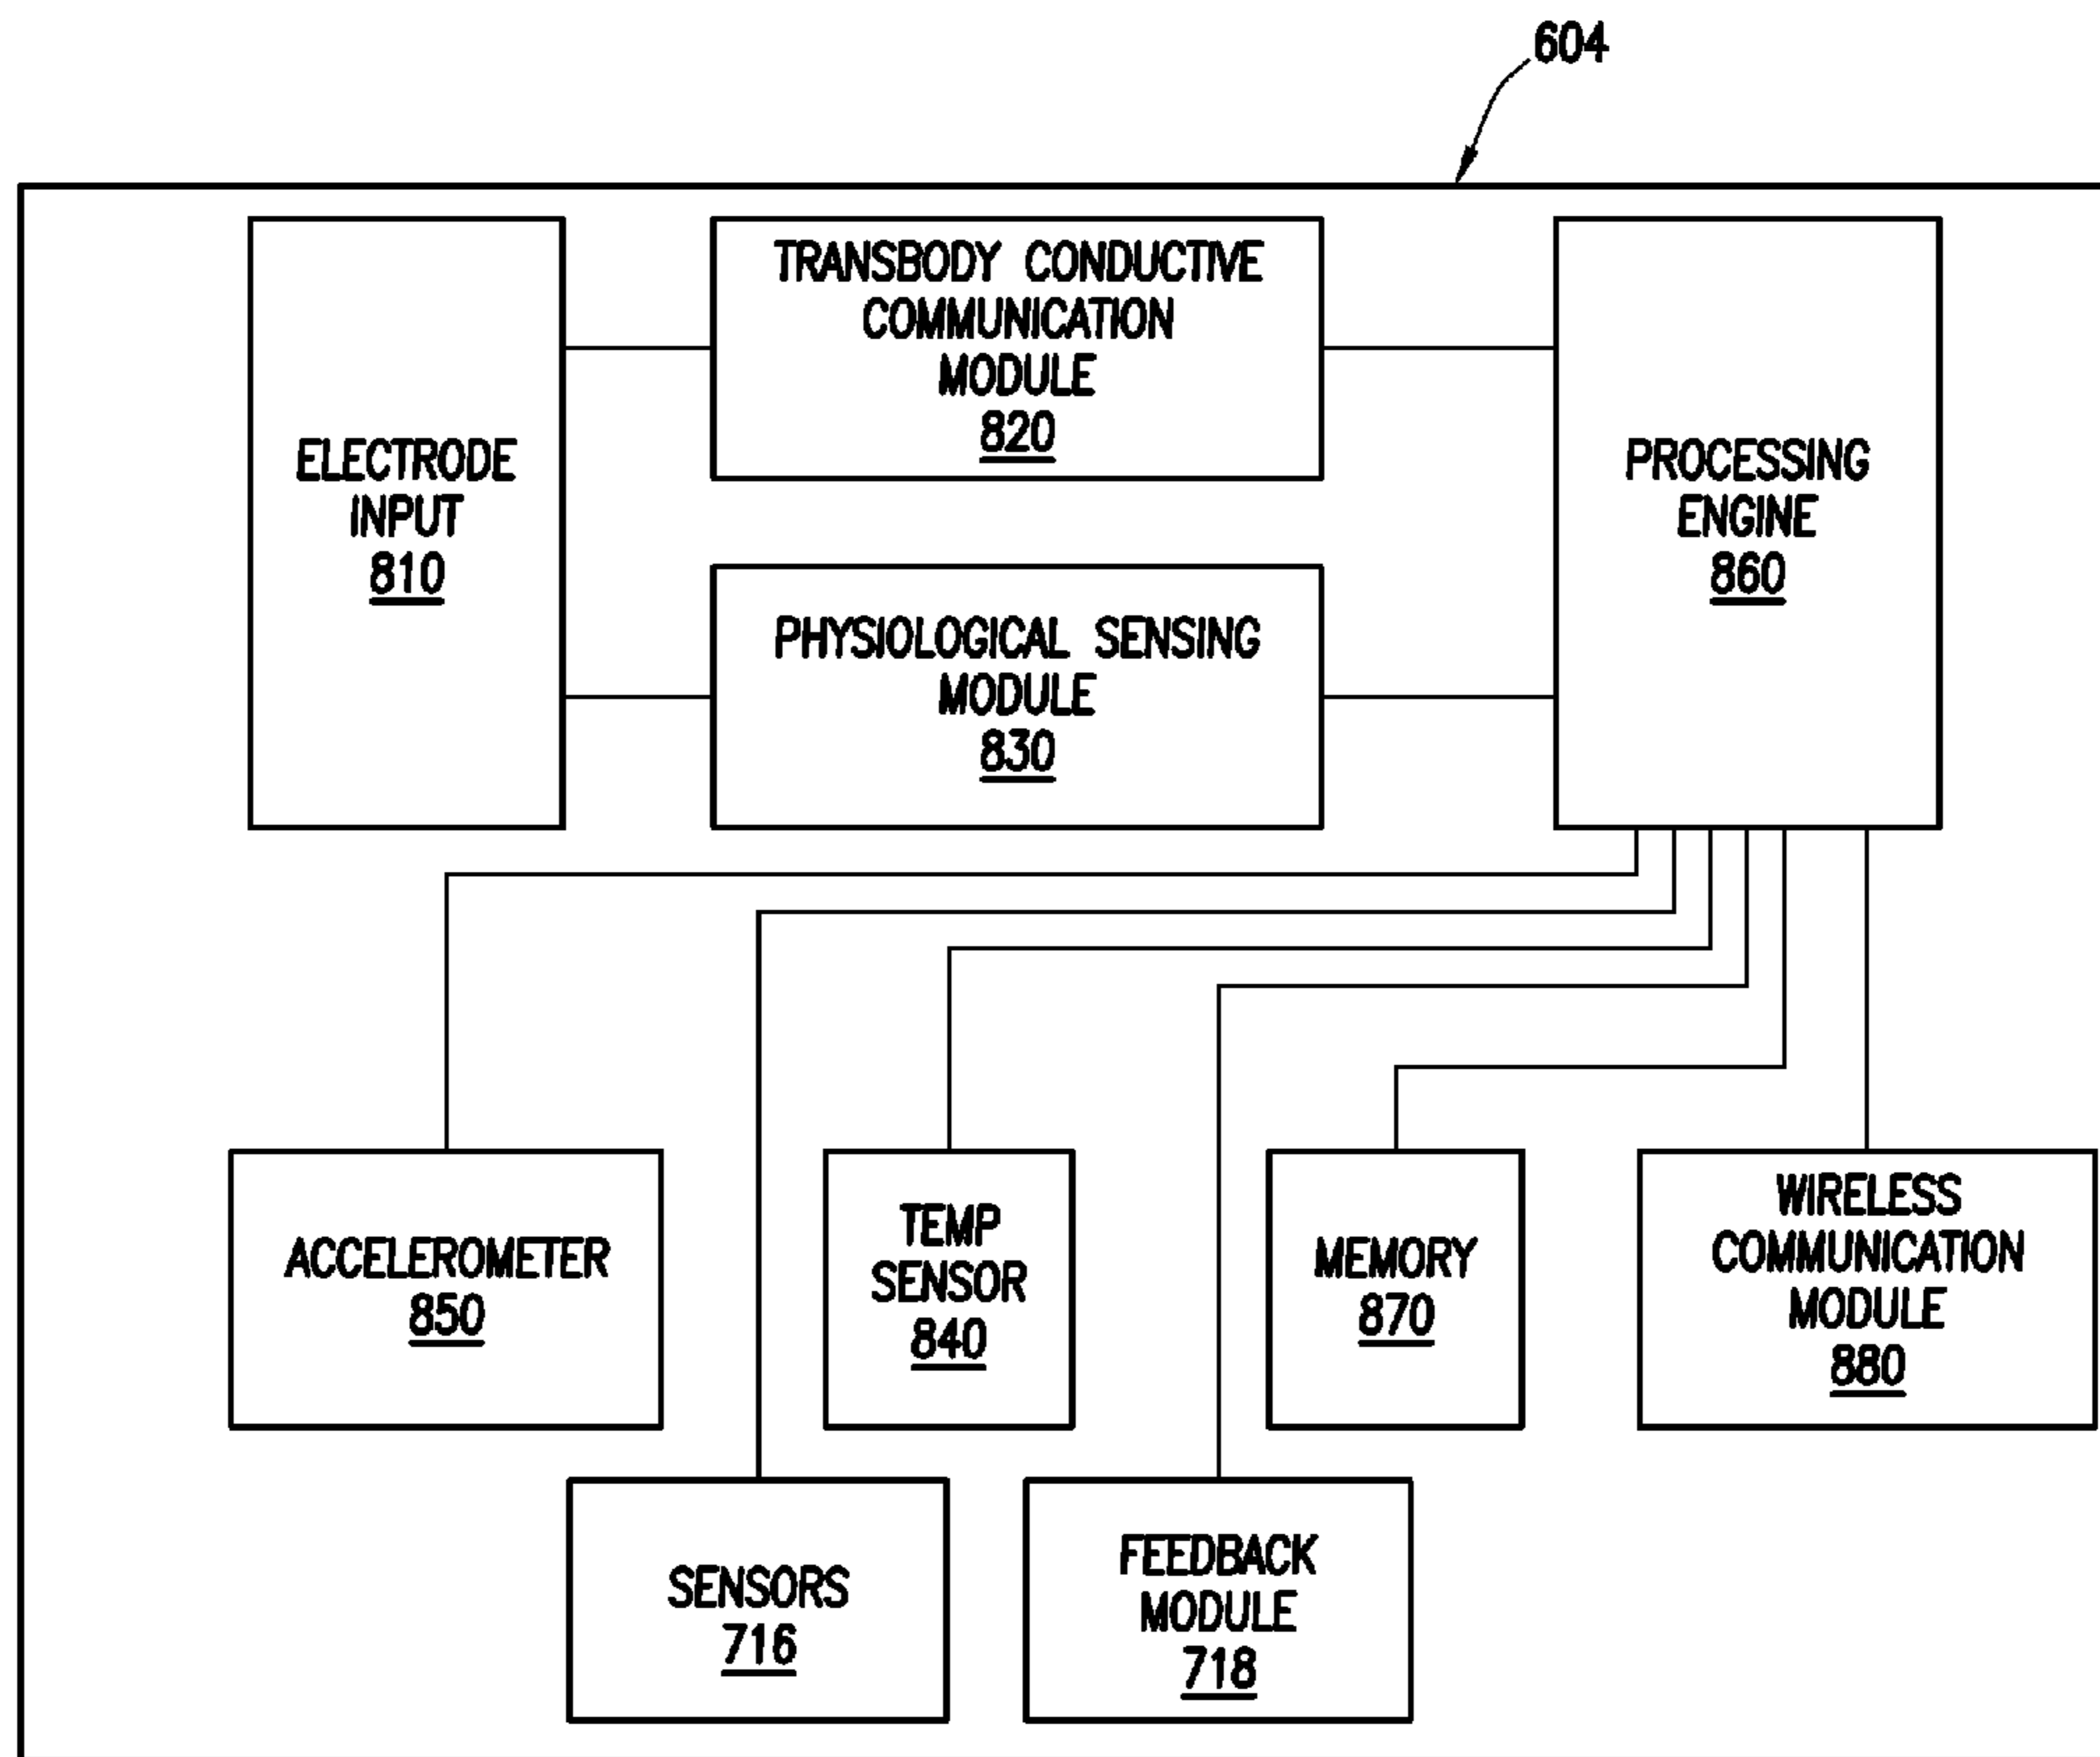 604
ELECTRODE
INPUT
810
TRANSBODY CONDUCTIVE
COMMUNICATION
MODULE
820
PHYSIOLOGICAL SENSING
MODULE
830
PROCESSING
ENGINE
860
ACCELEROMETER
850
TEMP
SENSOR
840
MEMORY
870
WIRELESS
COMMUNICATION
MODULE
880
SENSORS
716
FEEDBACK
MODULE
718